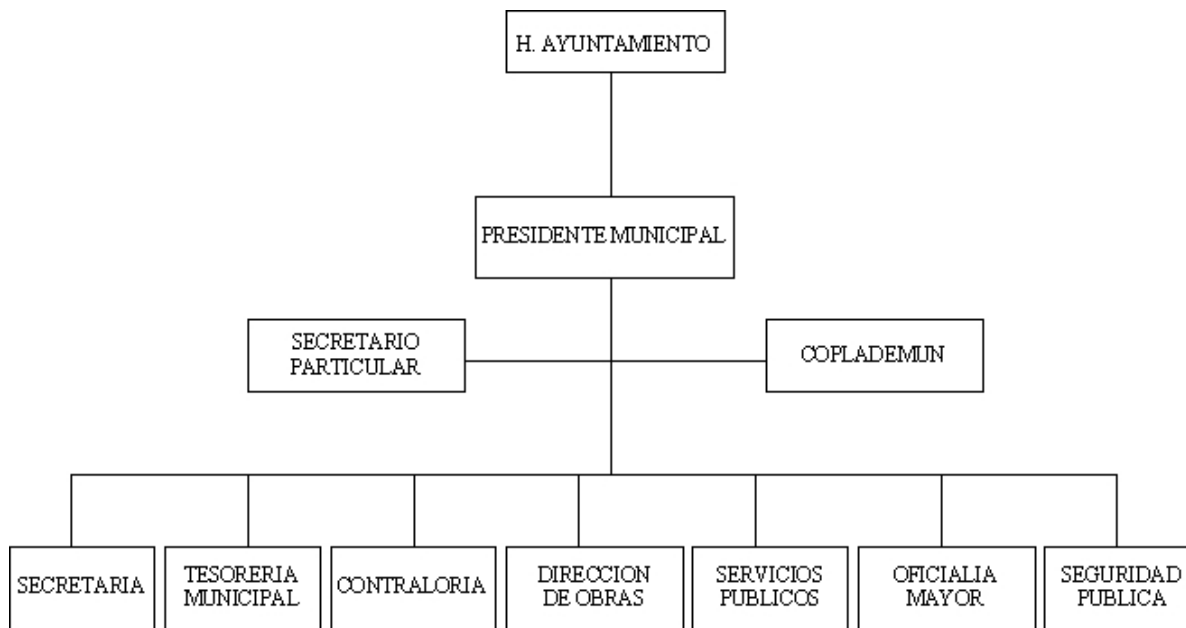 H. AYUNTAMIENTO
PRESIDENTE MUNICIPAL
SECRETARIO
PARTICULAR
COPLADEMUN
SECRETARIA
TESORERIA
MUNICIPAL
CONTRALORIA
DIRECCION
DE OBRAS
SERVICIOS
PUBLICOS
OFICIALIA
MAYOR
SEGURIDAD
PUBLICA